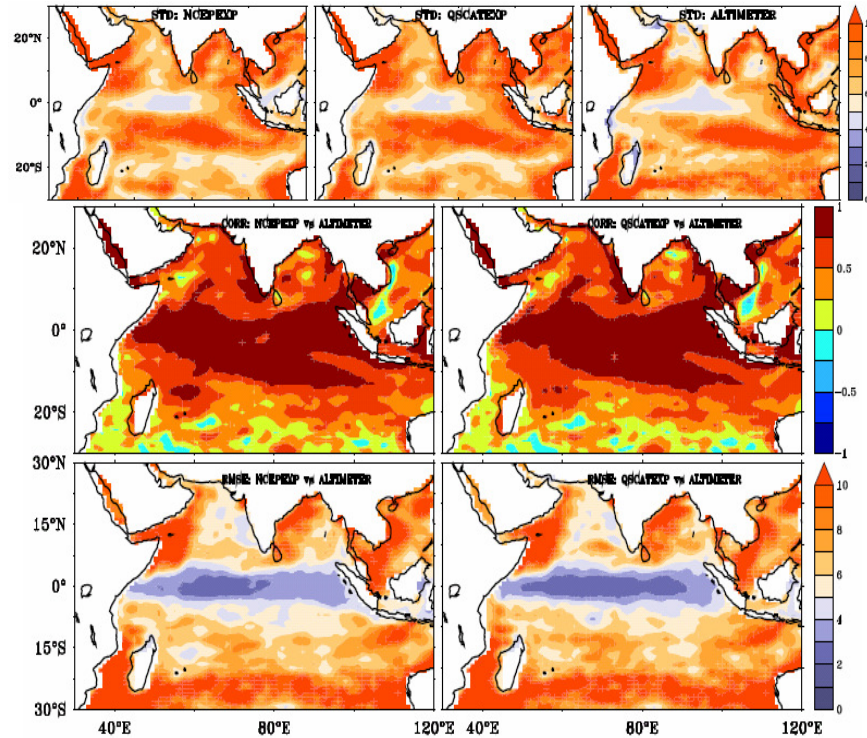 STD: NCEPEXP STD: QSCATEXP STD: ALTIMETER
20°N
0°
20°S
CORR: NCEPEXP vs ALTIMETER CORR: QSCATEXP vs ALTIMETER
1
20°N
0.5
0°
0
-0.5
20°S
-1
30°N
RMSE: NCEPEXP vs ALTIMETER RMSE: QSCATEXP vs ALTIMETER
10
15°N
8
0°
6
4
15°S
2
30°S
0
40°E 80°E 120°E 40°E 80°E 120°E